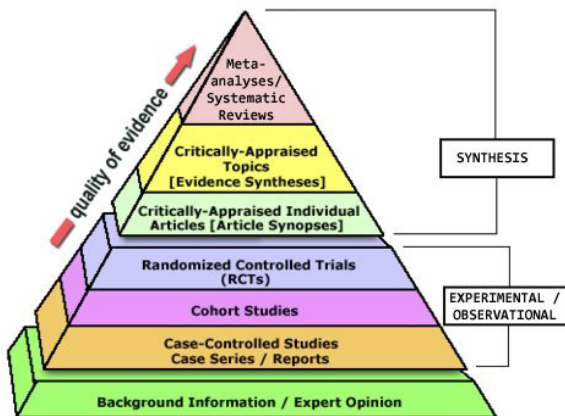 Meta-
analyses/
Systematic
Reviews
quality of evidence
Critically-Appraised
Topics
[Evidence Syntheses]
SYNTHESIS
Critically-Appraised Individual
Articles [Article Synopses]
Randomized Controlled Trials
(RCTs)
EXPERIMENTAL /
OBSERVATIONAL
Cohort Studies
Case-Controlled Studies
Case Series / Reports
Background Information / Expert Opinion